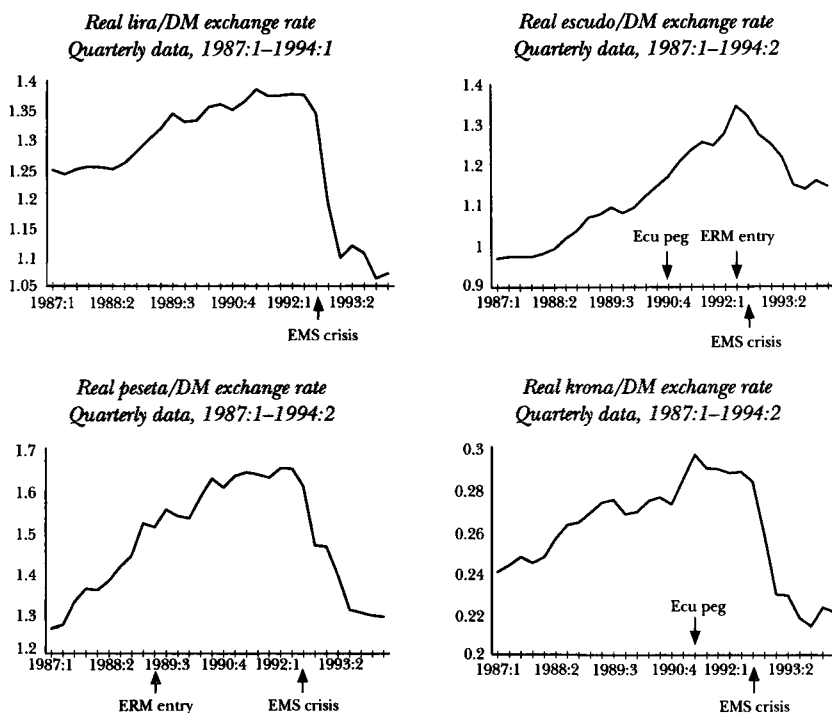 Real lira/DM exchange rate
Quarterly data, 1987:1–1994:1
1.4
1.35
1.3
1.25
1.2
1.15
1.1
1.05
1987:1 1988:2 1989:3 1990:4 1992:1 1993:2
EMS crisis
Real escudo/DM exchange rate
Quarterly data, 1987:1–1994:2
1.4
1.3
1.2
1.1
1
0.9
Ecu peg ERM entry
1987:1 1988:2 1989:3 1990:4 1992:1 1993:2
EMS crisis
Real peseta/DM exchange rate
Quarterly data, 1987:1–1994:2
1.7
1.6
1.5
1.4
1.3
1.2
1987:1 1988:2 1989:3 1990:4 1992:1 1993:2
ERM entry EMS crisis
Real krona/DM exchange rate
Quarterly data, 1987:1–1994:2
0.3
0.28
0.26
0.24
0.22
0.2
Ecu peg
1987:1 1988:2 1989:3 1990:4 1992:1 1993:2
EMS crisis